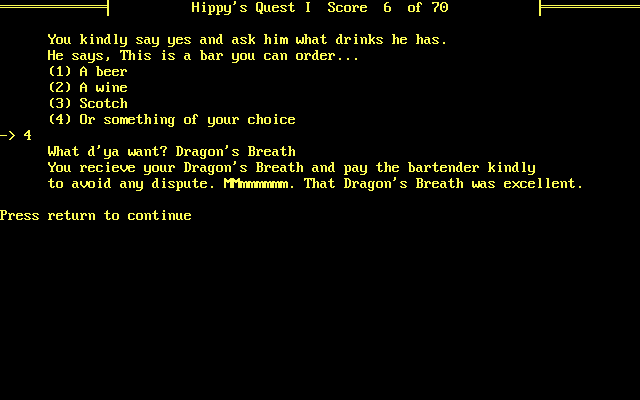 Hippy's Quest I Score 6 of 70
You kindly say yes and ask him what drinks he has.
He says, This is a bar you can order...
(1) A beer
(2) A wine
(3) Scotch
(4) Or something of your choice
-> 4
What d'ya want? Dragon's Breath
You recieve your Dragon's Breath and pay the bartender kindly
to avoid any dispute. MMmmmmmm. That Dragon's Breath was excellent.
Press return to continue